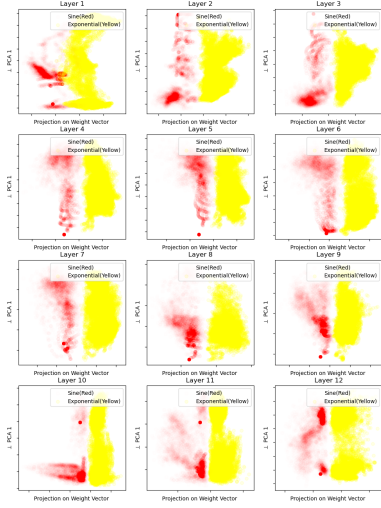 Layer 1
Layer 2
Layer 3
Sine(Red)
Exponential(Yellow)
Sine(Red)
Exponential(Yellow)
Sine(Red)
Exponential(Yellow)
⊥ PCA 1
⊥ PCA 1
⊥ PCA 1
Projection on Weight Vector
Projection on Weight Vector
Projection on Weight Vector
Layer 4
Layer 5
Layer 6
Sine(Red)
Exponential(Yellow)
Sine(Red)
Exponential(Yellow)
Sine(Red)
Exponential(Yellow)
⊥ PCA 1
⊥ PCA 1
⊥ PCA 1
Projection on Weight Vector
Projection on Weight Vector
Projection on Weight Vector
Layer 7
Layer 8
Layer 9
Sine(Red)
Exponential(Yellow)
Sine(Red)
Exponential(Yellow)
Sine(Red)
Exponential(Yellow)
⊥ PCA 1
⊥ PCA 1
⊥ PCA 1
Projection on Weight Vector
Projection on Weight Vector
Projection on Weight Vector
Layer 10
Layer 11
Layer 12
Sine(Red)
Exponential(Yellow)
Sine(Red)
Exponential(Yellow)
Sine(Red)
Exponential(Yellow)
⊥ PCA 1
⊥ PCA 1
⊥ PCA 1
Projection on Weight Vector
Projection on Weight Vector
Projection on Weight Vector